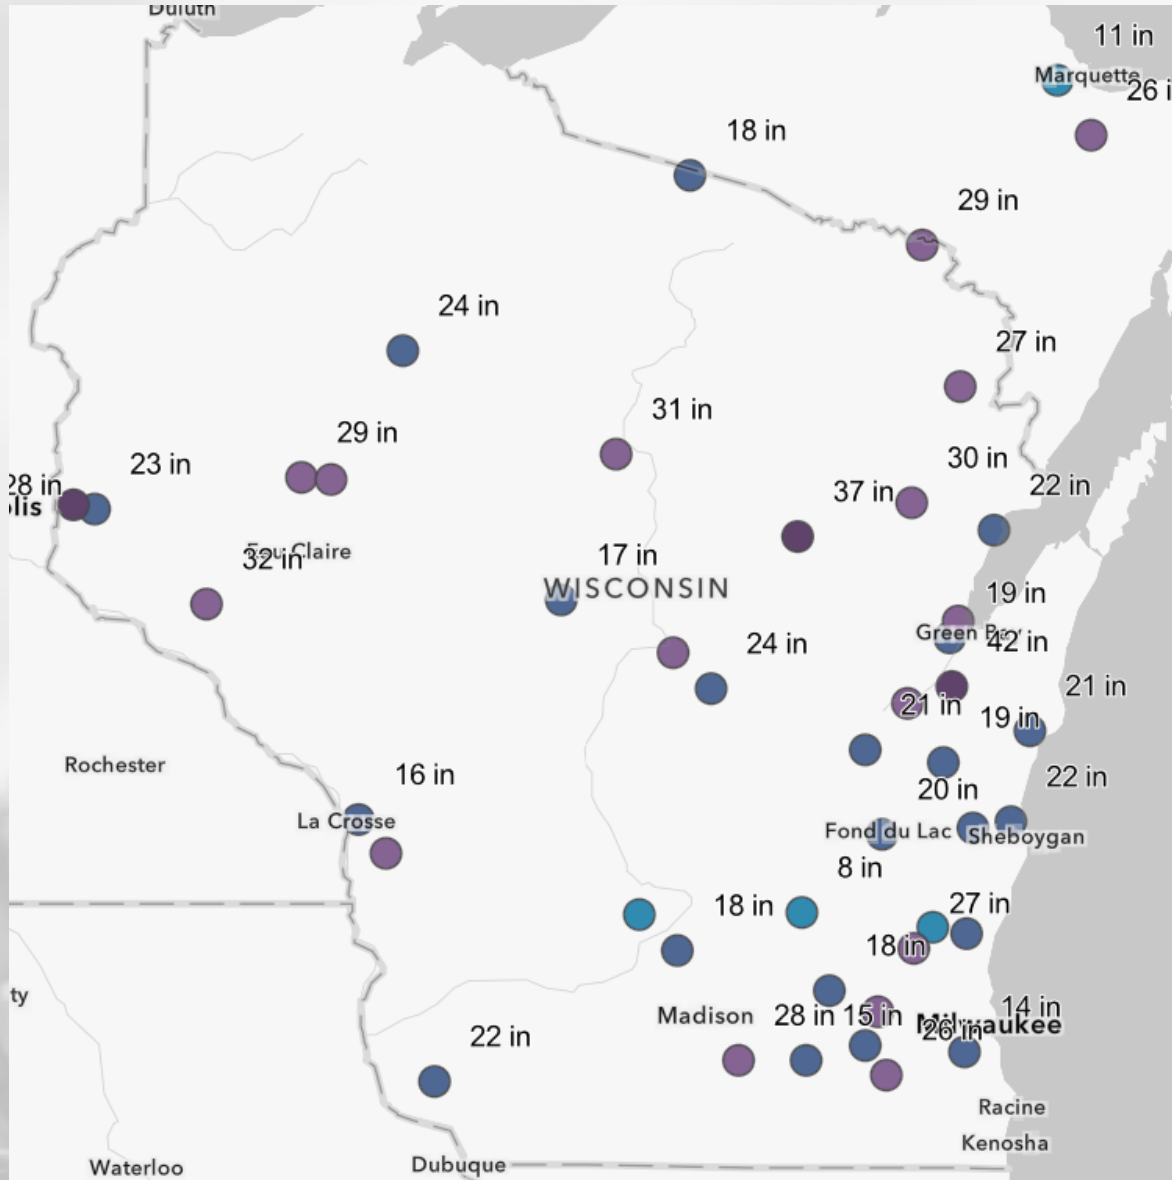 Duluth
11 in
Marquette
26 i
18 in
29 in
24 in
27 in
31 in
29 in
23 in
30 in
28 in
37 in
22 in
olis
32 in
Eau Claire
17 in
WISCONSIN
19 in
Green Bay
42 in
24 in
21 in
21 in
19 in
Rochester
16 in
22 in
20 in
La Crosse
Fond du Lac
Sheboygan
8 in
18 in
27 in
18 in
ty
Madison
28 in
15 in
14 in
Milwaukee
26 in
22 in
Racine
Kenosha
Waterloo
Dubuque